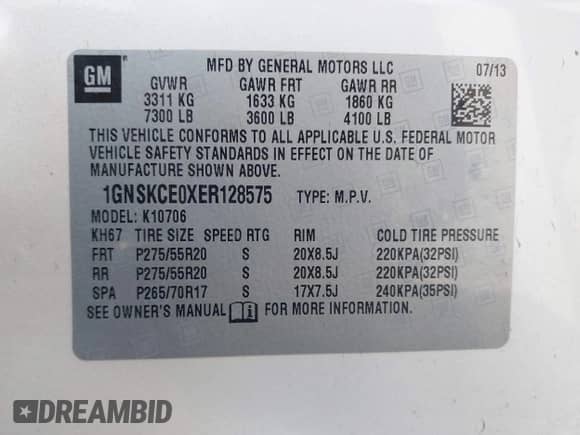 GM
MFD BY GENERAL MOTORS LLC 07/13
GVWR GAWR FRT GAWR RR
3311 KG 1633 KG 1860 KG
7300 LB 3600 LB 4100 LB
THIS VEHICLE CONFORMS TO ALL APPLICABLE U.S. FEDERAL MOTOR
VEHICLE SAFETY STANDARDS IN EFFECT ON THE DATE OF
MANUFACTURE SHOWN ABOVE.
1GNSKCE0XER128575 TYPE: M.P.V.
MODEL: K10706
KH67 TIRE SIZE SPEED RTG RIM COLD TIRE PRESSURE
FRT P275/55R20 S 20X8.5J 220KPA(32PSI)
RR P275/55R20 S 20X8.5J 220KPA(32PSI)
SPA P265/70R17 S 17X7.5J 240KPA(35PSI)
SEE OWNER'S MANUAL i FOR MORE INFORMATION.
DREAMBID